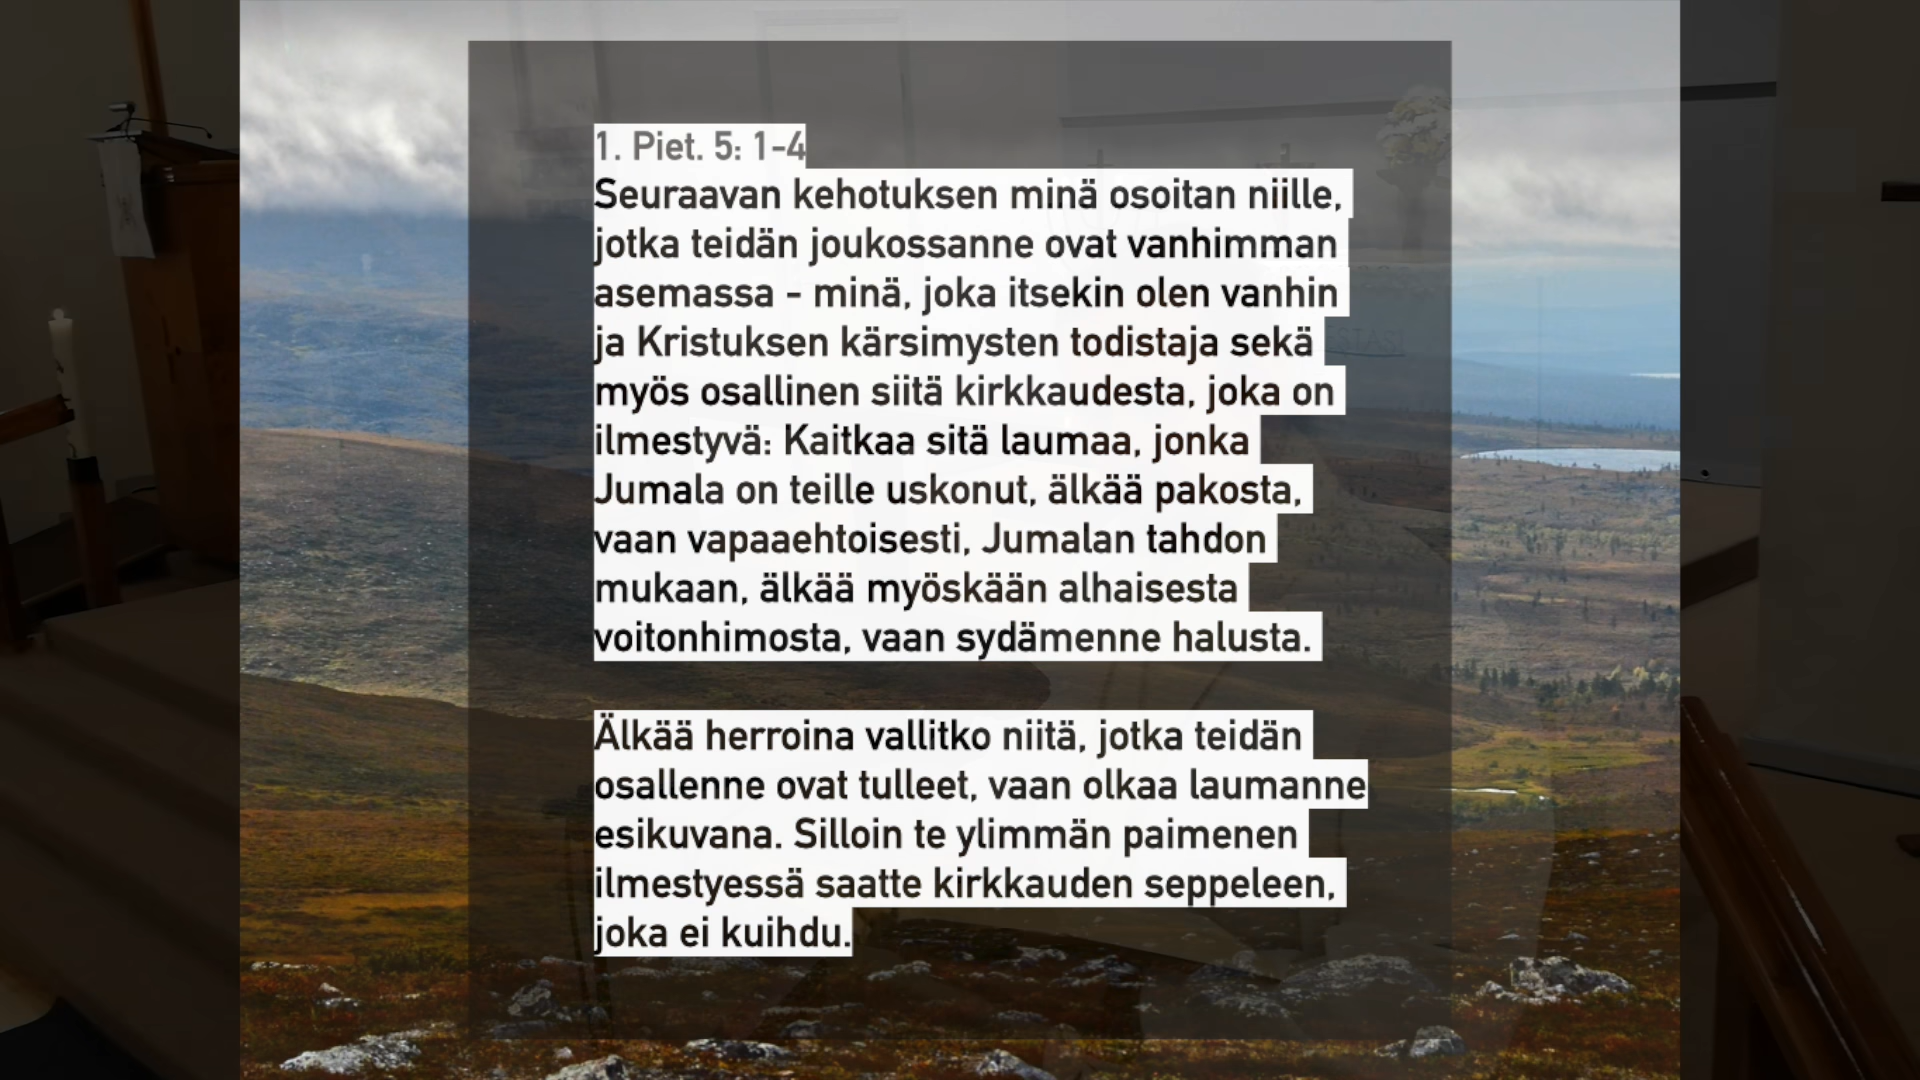 1. Piet. 5: 1-4
Seuraavan kehotuksen minä osoitan niille,
jotka teidän joukossanne ovat vanhimman
asemassa - minä, joka itsekin olen vanhin
ja Kristuksen kärsimysten todistaja sekä
myös osallinen siitä kirkkaudesta, joka on
ilmestyvä: Kaitkaa sitä laumaa, jonka
Jumala on teille uskonut, älkää pakosta,
vaan vapaaehtoisesti, Jumalan tahdon
mukaan, älkää myöskään alhaisesta
voitonhimosta, vaan sydämenne halusta.
Älkää herroina vallitko niitä, jotka teidän
osallenne ovat tulleet, vaan olkaa laumanne
esikuvana. Silloin te ylimmän paimenen
ilmestyessä saatte kirkkauden seppeleen,
joka ei kuihdu.